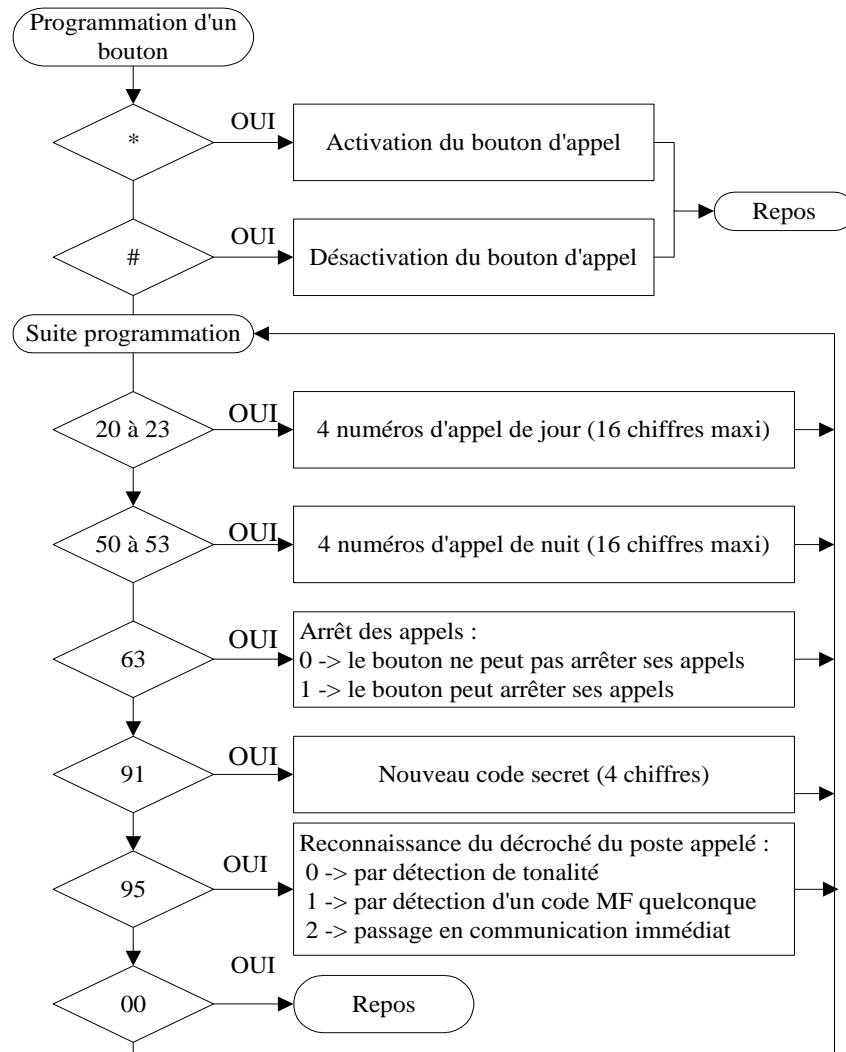 Programmation d'un
bouton
*
OUI
Activation du bouton d'appel
Repos
#
OUI
Désactivation du bouton d'appel
Suite programmation
20 à 23
OUI
4 numéros d'appel de jour (16 chiffres maxi)
50 à 53
OUI
4 numéros d'appel de nuit (16 chiffres maxi)
63
OUI
Arrêt des appels :
0 -> le bouton ne peut pas arrêter ses appels
1 -> le bouton peut arrêter ses appels
91
OUI
Nouveau code secret (4 chiffres)
95
OUI
Reconnaissance du décroché du poste appelé :
0 -> par détection de tonalité
1 -> par détection d'un code MF quelconque
2 -> passage en communication immédiat
00
OUI
Repos